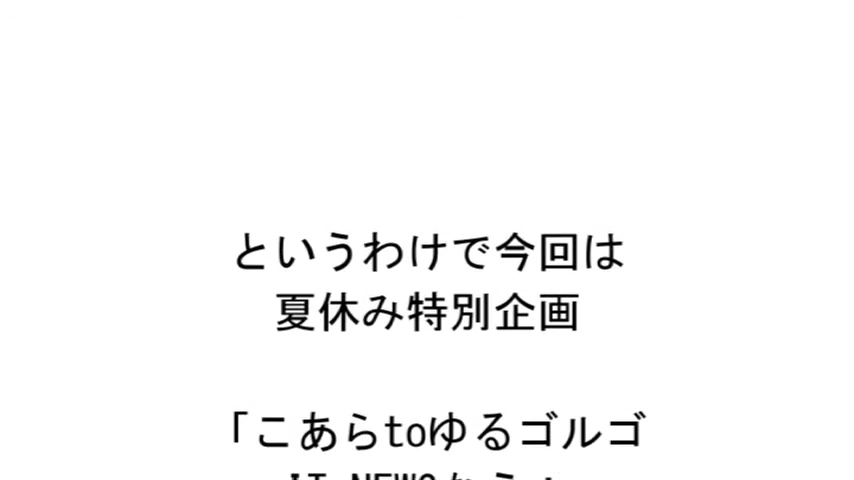 というわけで今回は
夏休み特別企画
「こあらtoゆるゴルゴ